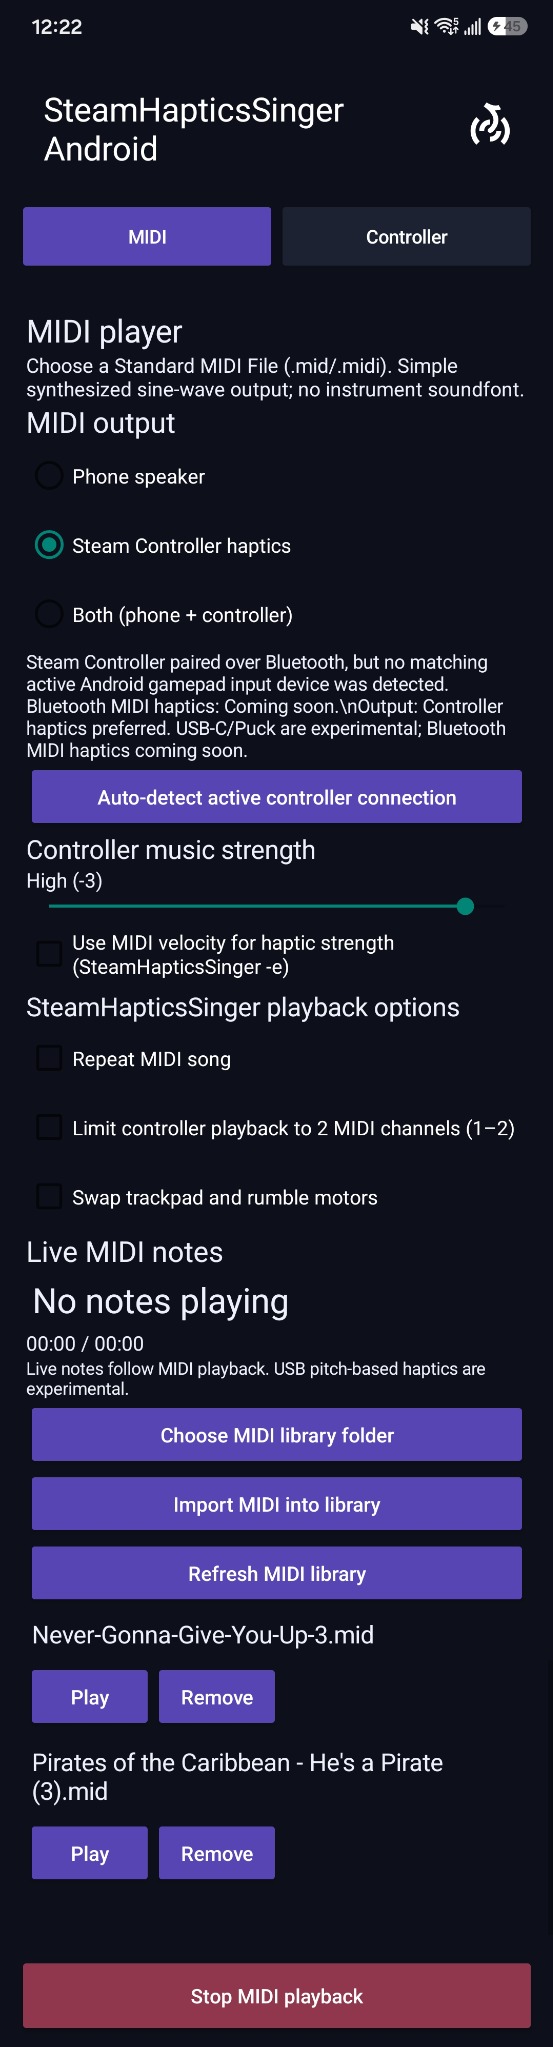 12:22
5
45
SteamHapticsSinger
Android
MIDI
Controller
MIDI player
Choose a Standard MIDI File (.mid/.midi). Simple
synthesized sine-wave output; no instrument soundfont.
MIDI output
Phone speaker
Steam Controller haptics
Both (phone + controller)
Steam Controller paired over Bluetooth, but no matching
active Android gamepad input device was detected.
Bluetooth MIDI haptics: Coming soon.\nOutput: Controller
haptics preferred. USB-C/Puck are experimental; Bluetooth
MIDI haptics coming soon.
Auto-detect active controller connection
Controller music strength
High (-3)
Use MIDI velocity for haptic strength
(SteamHapticsSinger -e)
SteamHapticsSinger playback options
Repeat MIDI song
Limit controller playback to 2 MIDI channels (1–2)
Swap trackpad and rumble motors
Live MIDI notes
No notes playing
00:00 / 00:00
Live notes follow MIDI playback. USB pitch-based haptics are
experimental.
Choose MIDI library folder
Import MIDI into library
Refresh MIDI library
Never-Gonna-Give-You-Up-3.mid
Play
Remove
Pirates of the Caribbean - He's a Pirate
(3).mid
Play
Remove
Stop MIDI playback